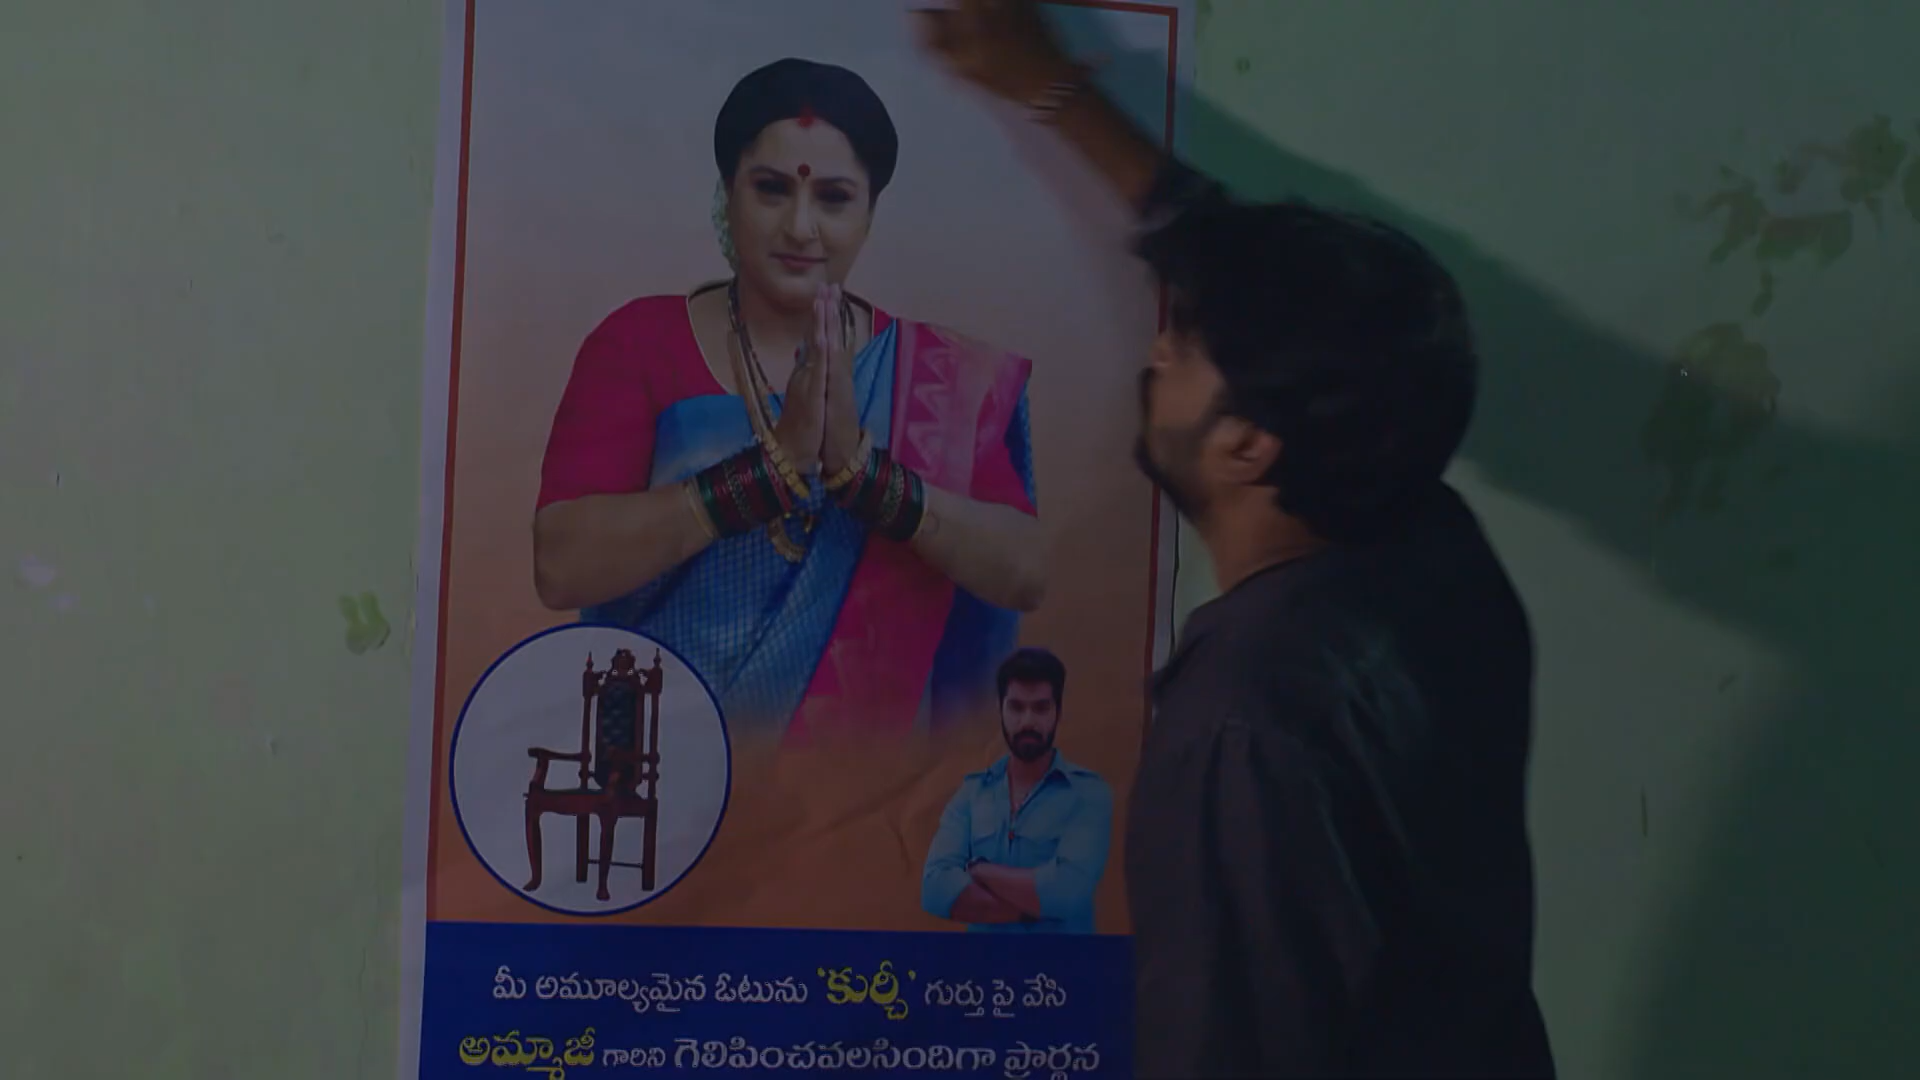 మీ అమూల్యమైన ఓటును 'కుర్చీ' గుర్తు పై వేసి
అమ్మాజీ గారిని గెలిపించవలసిందిగా ప్రార్థన